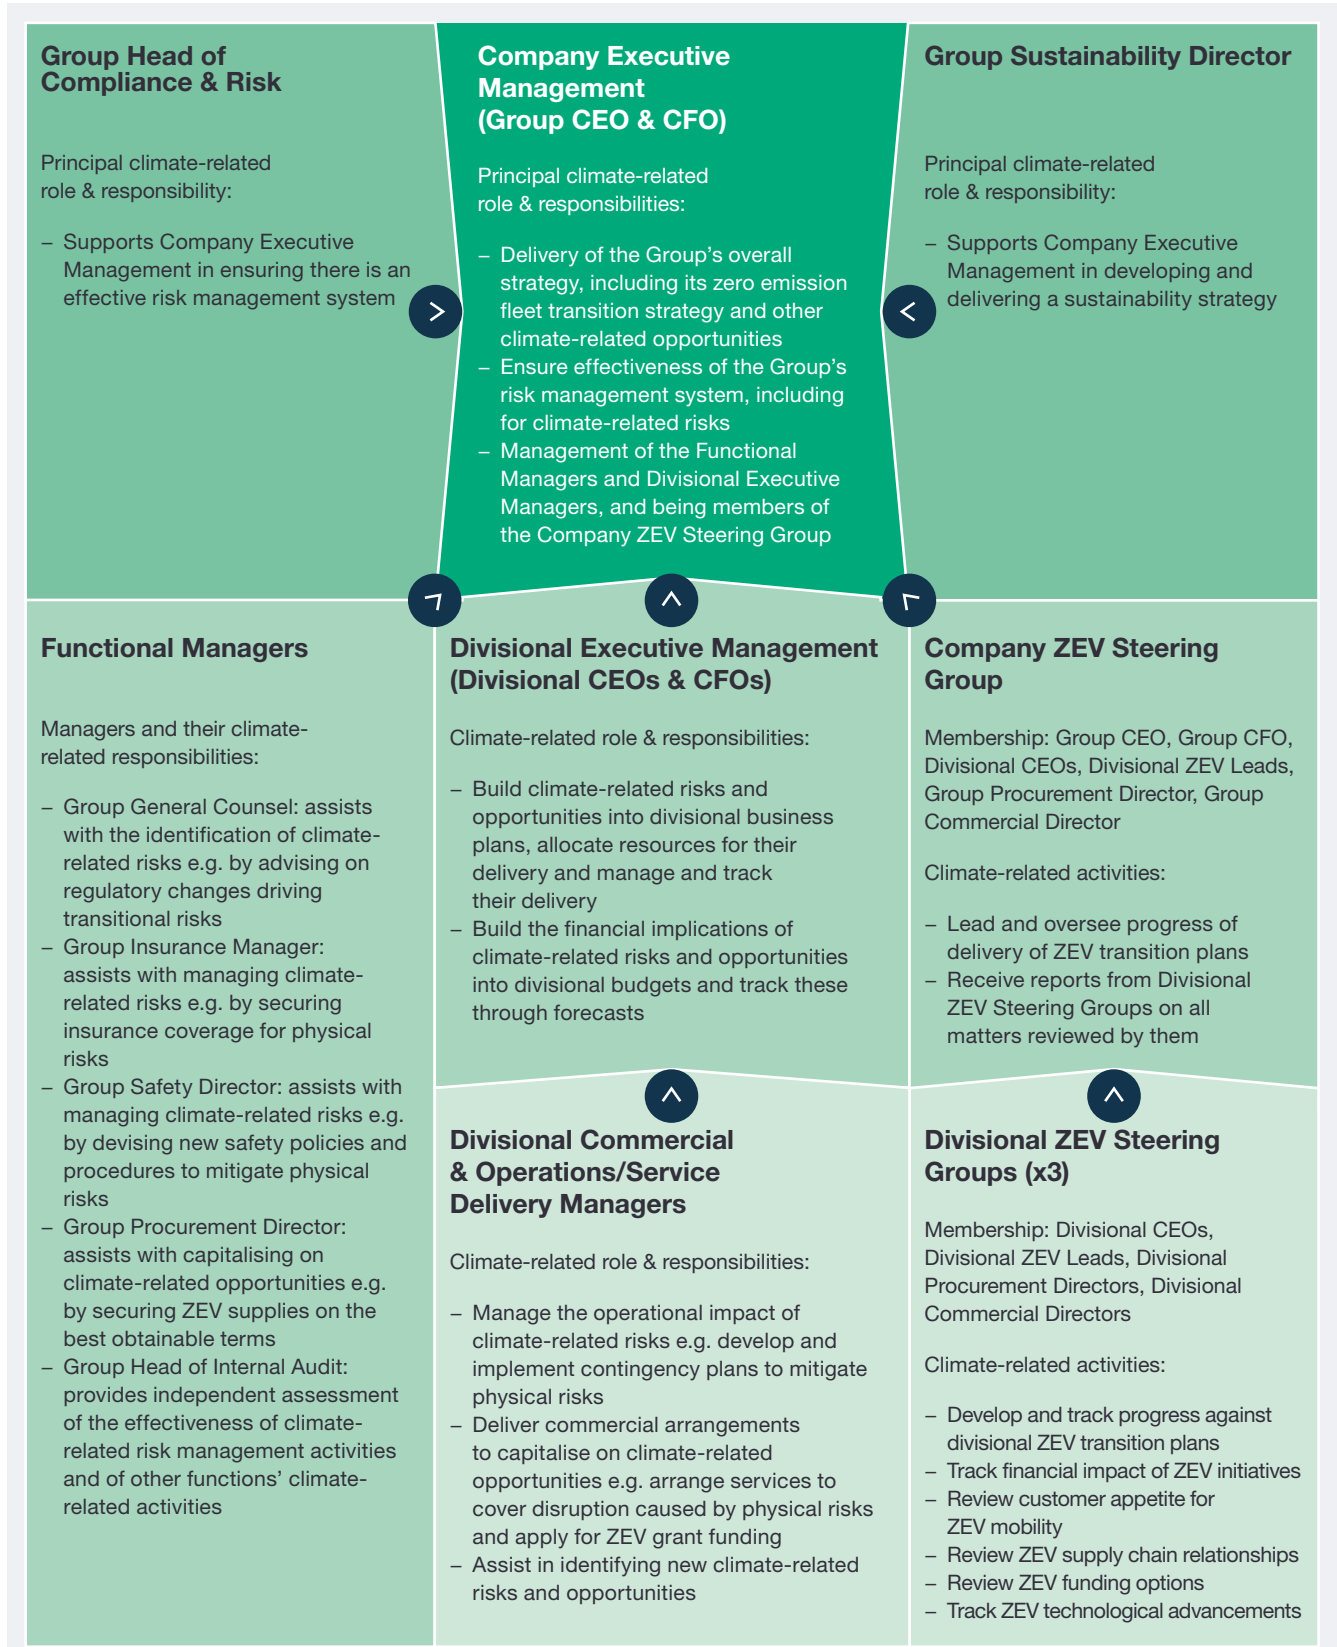 Group Head of
Compliance & Risk
Principal climate-related
role & responsibility:
– Supports Company Executive
Management in ensuring there is an
effective risk management system
Company Executive
Management
(Group CEO & CFO)
Principal climate-related
role & responsibilities:
– Delivery of the Group’s overall
strategy, including its zero emission
fleet transition strategy and other
climate-related opportunities
– Ensure effectiveness of the Group’s
risk management system, including
for climate-related risks
– Management of the Functional
Managers and Divisional Executive
Managers, and being members of
the Company ZEV Steering Group
Group Sustainability Director
Principal climate-related
role & responsibility:
– Supports Company Executive
Management in developing and
delivering a sustainability strategy
Functional Managers
Managers and their climate-
related responsibilities:
– Group General Counsel: assists
with the identification of climate-
related risks e.g. by advising on
regulatory changes driving
transitional risks
– Group Insurance Manager:
assists with managing climate-
related risks e.g. by securing
insurance coverage for physical
risks
– Group Safety Director: assists with
managing climate-related risks e.g.
by devising new safety policies and
procedures to mitigate physical
risks
– Group Procurement Director:
assists with capitalising on
climate-related opportunities e.g.
by securing ZEV supplies on the
best obtainable terms
– Group Head of Internal Audit:
provides independent assessment
of the effectiveness of climate-
related risk management activities
and of other functions’ climate-
related activities
Divisional Executive Management
(Divisional CEOs & CFOs)
Climate-related role & responsibilities:
– Build climate-related risks and
opportunities into divisional business
plans, allocate resources for their
delivery and manage and track
their delivery
– Build the financial implications of
climate-related risks and opportunities
into divisional budgets and track these
through forecasts
Company ZEV Steering
Group
Membership: Group CEO, Group CFO,
Divisional CEOs, Divisional ZEV Leads,
Group Procurement Director, Group
Commercial Director
Climate-related activities:
– Lead and oversee progress of
delivery of ZEV transition plans
– Receive reports from Divisional
ZEV Steering Groups on all
matters reviewed by them
Divisional Commercial
& Operations/Service
Delivery Managers
Climate-related role & responsibilities:
– Manage the operational impact of
climate-related risks e.g. develop and
implement contingency plans to mitigate
physical risks
– Deliver commercial arrangements
to capitalise on climate-related
opportunities e.g. arrange services to
cover disruption caused by physical risks
and apply for ZEV grant funding
– Assist in identifying new climate-related
risks and opportunities
Divisional ZEV Steering
Groups (x3)
Membership: Divisional CEOs,
Divisional ZEV Leads, Divisional
Procurement Directors, Divisional
Commercial Directors
Climate-related activities:
– Develop and track progress against
divisional ZEV transition plans
– Track financial impact of ZEV initiatives
– Review customer appetite for
ZEV mobility
– Review ZEV supply chain relationships
– Review ZEV funding options
– Track ZEV technological advancements